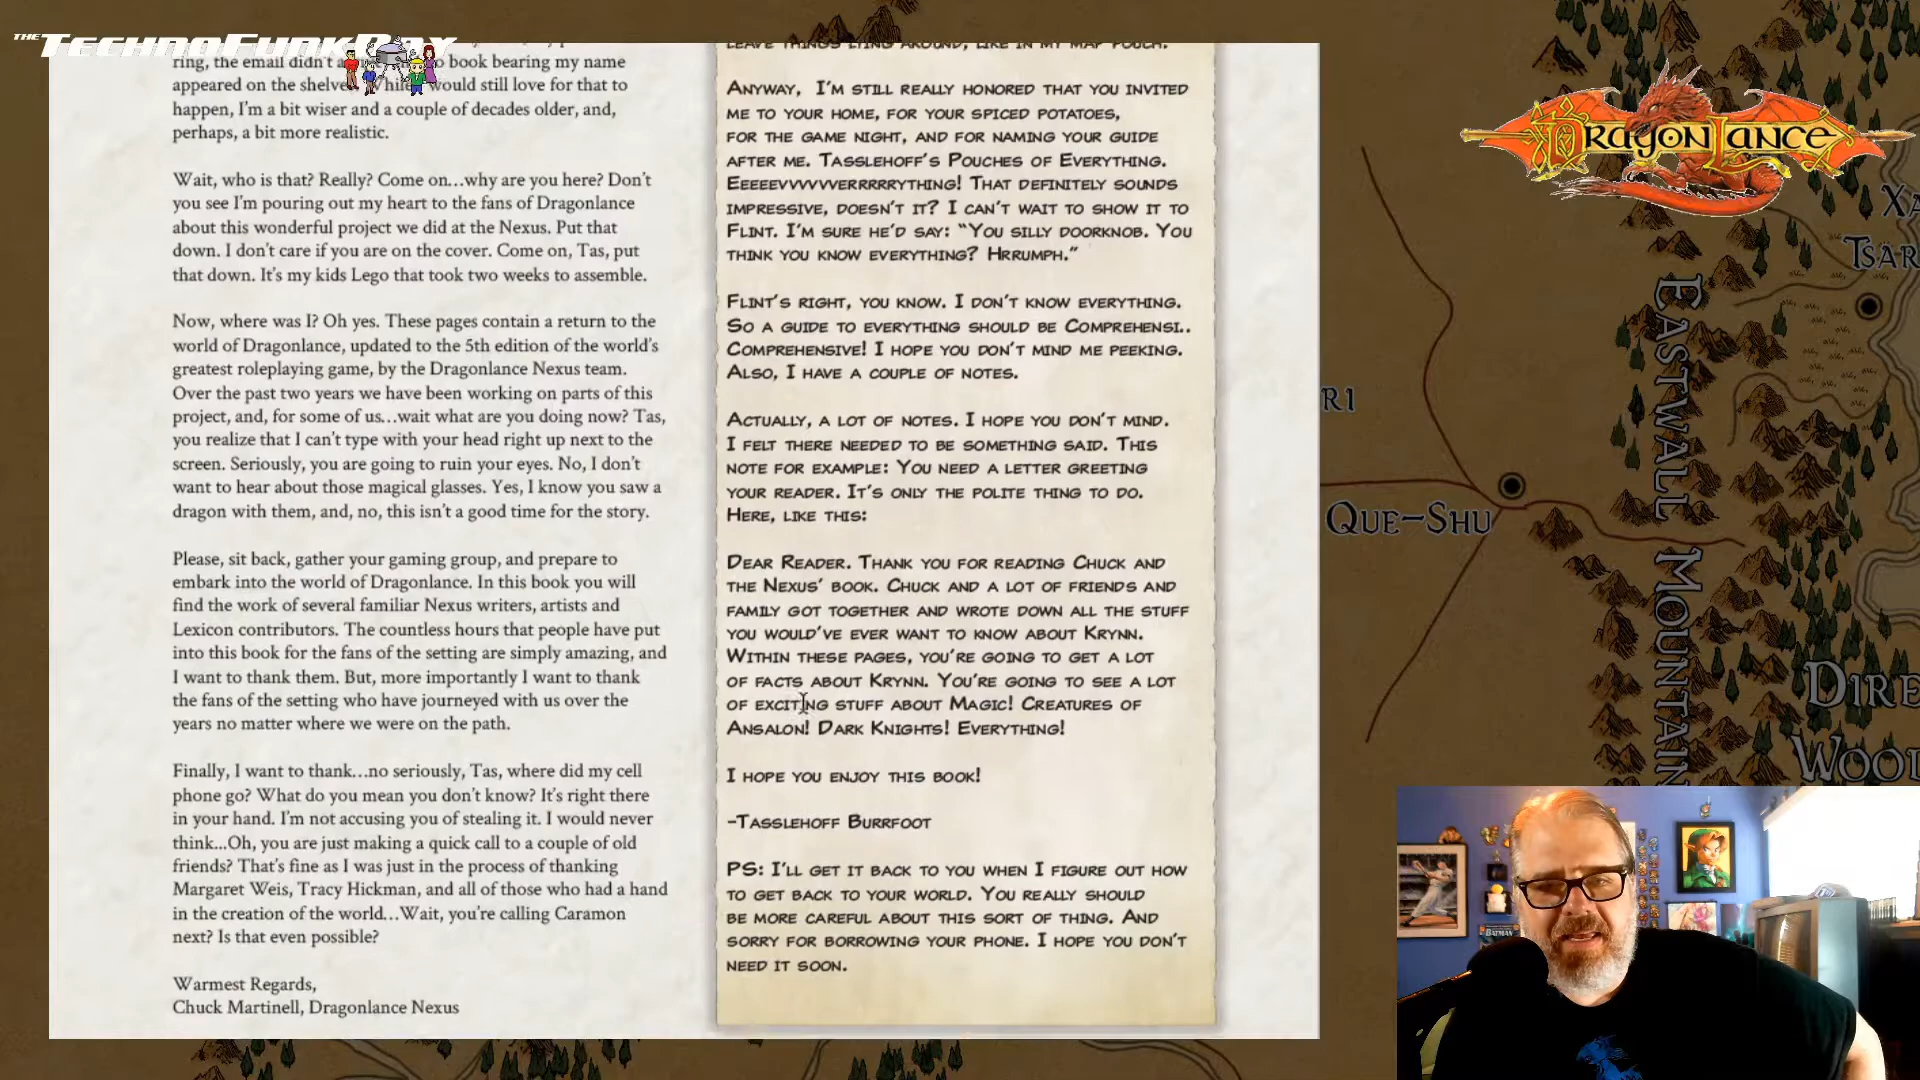 THE TECHNOFUNKBOY
ring, the email didn't a o book bearing my name
appeared on the shelve While would still love for that to
happen, I'm a bit wiser and a couple of decades older, and,
perhaps, a bit more realistic.
Wait, who is that? Really? Come on…why are you here? Don't
you see I'm pouring out my heart to the fans of Dragonlance
about this wonderful project we did at the Nexus. Put that
down. I don't care if you are on the cover. Come on, Tas, put
that down. It's my kids Lego that took two weeks to assemble.
Now, where was I? Oh yes. These pages contain a return to the
world of Dragonlance, updated to the 5th edition of the world's
greatest roleplaying game, by the Dragonlance Nexus team.
Over the past two years we have been working on parts of this
project, and, for some of us…wait what are you doing now? Tas,
you realize that I can't type with your head right up next to the
screen. Seriously, you are going to ruin your eyes. No, I don't
want to hear about those magical glasses. Yes, I know you saw a
dragon with them, and, no, this isn't a good time for the story.
Please, sit back, gather your gaming group, and prepare to
embark into the world of Dragonlance. In this book you will
find the work of several familiar Nexus writers, artists and
Lexicon contributors. The countless hours that people have put
into this book for the fans of the setting are simply amazing, and
I want to thank them. But, more importantly I want to thank
the fans of the setting who have journeyed with us over the
years no matter where we were on the path.
Finally, I want to thank…no seriously, Tas, where did my cell
phone go? What do you mean you don't know? It's right there
in your hand. I'm not accusing you of stealing it. I would never
think…Oh, you are just making a quick call to a couple of old
friends? That's fine as I was just in the process of thanking
Margaret Weis, Tracy Hickman, and all of those who had a hand
in the creation of the world…Wait, you're calling Caramon
next? Is that even possible?
Warmest Regards,
Chuck Martinell, Dragonlance Nexus
LEAVE THINGS LYING AROUND, LIKE IN MY MAP POUCH.
ANYWAY, I'M STILL REALLY HONORED THAT YOU INVITED
ME TO YOUR HOME, FOR YOUR SPICED POTATOES,
FOR THE GAME NIGHT, AND FOR NAMING YOUR GUIDE
AFTER ME. TASSLEHOFF'S POUCHES OF EVERYTHING.
EEEEEVVVVVVERRRRRYTHING! THAT DEFINITELY SOUNDS
IMPRESSIVE, DOESN'T IT? I CAN'T WAIT TO SHOW IT TO
FLINT. I'M SURE HE'D SAY: "YOU SILLY DOORKNOB. YOU
THINK YOU KNOW EVERYTHING? HRRUMPH."
FLINT'S RIGHT, YOU KNOW. I DON'T KNOW EVERYTHING.
SO A GUIDE TO EVERYTHING SHOULD BE COMPREHENSI..
COMPREHENSIVE! I HOPE YOU DON'T MIND ME PEEKING.
ALSO, I HAVE A COUPLE OF NOTES.
ACTUALLY, A LOT OF NOTES. I HOPE YOU DON'T MIND.
I FELT THERE NEEDED TO BE SOMETHING SAID. THIS
NOTE FOR EXAMPLE: YOU NEED A LETTER GREETING
YOUR READER. IT'S ONLY THE POLITE THING TO DO.
HERE, LIKE THIS:
DEAR READER. THANK YOU FOR READING CHUCK AND
THE NEXUS' BOOK. CHUCK AND A LOT OF FRIENDS AND
FAMILY GOT TOGETHER AND WROTE DOWN ALL THE STUFF
YOU WOULD'VE EVER WANT TO KNOW ABOUT KRYNN.
WITHIN THESE PAGES, YOU'RE GOING TO GET A LOT
OF FACTS ABOUT KRYNN. YOU'RE GOING TO SEE A LOT
OF EXCITING STUFF ABOUT MAGIC! CREATURES OF
ANSALON! DARK KNIGHTS! EVERYTHING!
I HOPE YOU ENJOY THIS BOOK!
-TASSLEHOFF BURRFOOT
PS: I'LL GET IT BACK TO YOU WHEN I FIGURE OUT HOW
TO GET BACK TO YOUR WORLD. YOU REALLY SHOULD
BE MORE CAREFUL ABOUT THIS SORT OF THING. AND
SORRY FOR BORROWING YOUR PHONE. I HOPE YOU DON'T
NEED IT SOON.
DRAGONLANCE
XA
TSAR
RI
QUE-SHU
EASTWALL MOUNTAIN
DIRE
WOOD
BATMAN